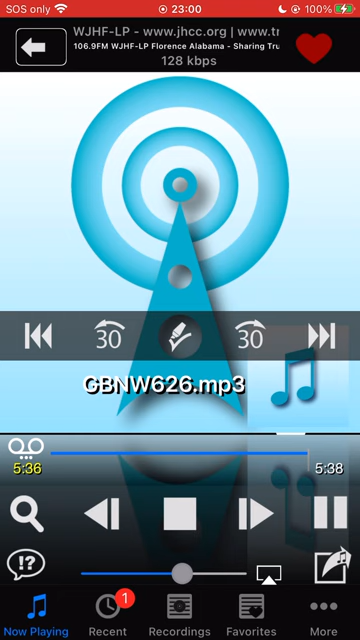 SOS only 23:00 100%
WJHF-LP - www.jhcc.org | www.tr
106.9FM WJHF-LP Florence Alabama - Sharing Tru
128 kbps
30 30
GBNW626.mp3
5:36 5:38
!?
1
Now Playing Recent Recordings Favorites More